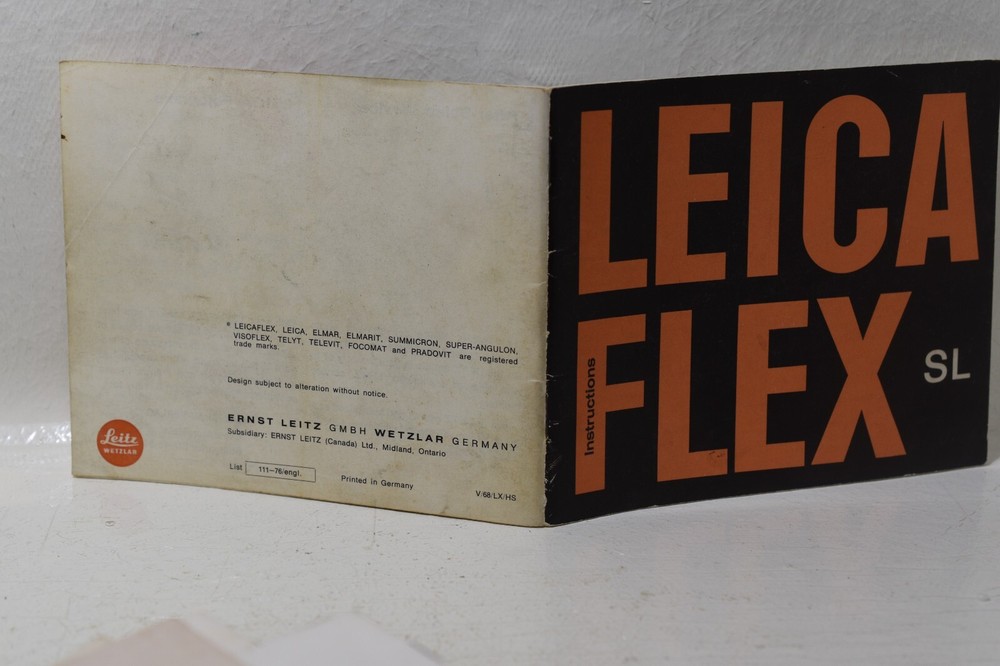 * LEICAFLEX, LEICA, ELMAR, ELMARIT, SUMMICRON, SUPER-ANGULON,
VISOFLEX, TELYT, TELEVIT, FOCOMAT and PRADOVIT are registered
trade marks.
Design subject to alteration without notice.
ERNST LEITZ GMBH WETZLAR GERMANY
Subsidiary: ERNST LEITZ (Canada) Ltd., Midland, Ontario
List 111—76/engl.
Printed in Germany
V/68/LX/HS
Leitz
WETZLAR
LEICA
FLEX
SL
Instructions